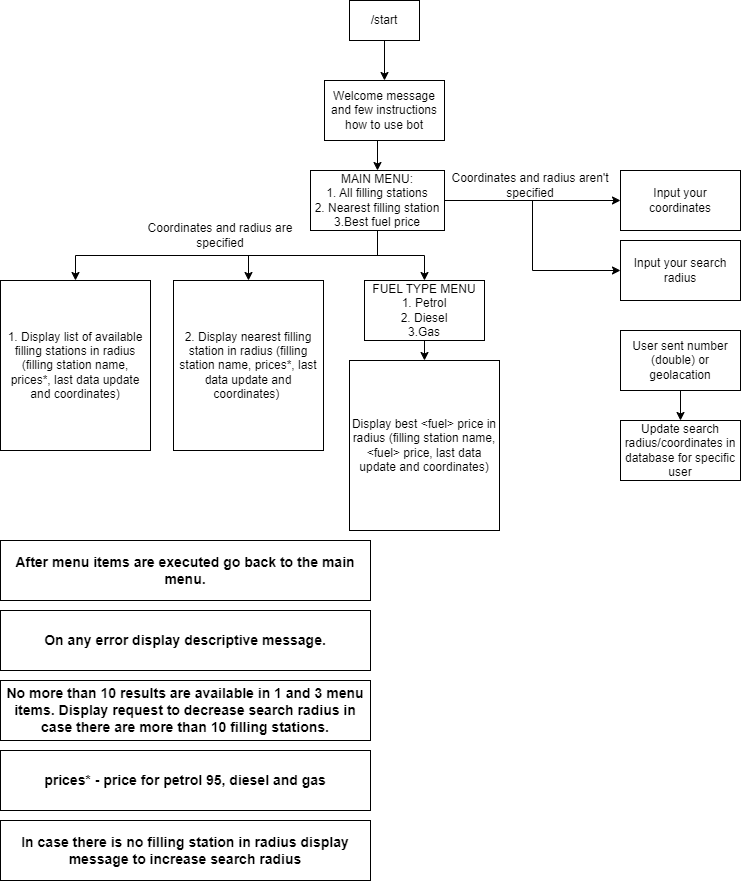 /start
Welcome message
and few instructions
how to use bot
MAIN MENU:
1. All filling stations
2. Nearest filling station
3.Best fuel price
Coordinates and radius aren't
specified
Input your
coordinates
Input your search
radius
Coordinates and radius are
specified
1. Display list of available
filling stations in radius
(filling station name,
prices*, last data update
and coordinates)
2. Display nearest filling
station in radius (filling
station name, prices*, last
data update and
coordinates)
FUEL TYPE MENU
1. Petrol
2. Diesel
3.Gas
Display best <fuel> price in
radius (filling station name,
<fuel> price, last data
update and coordinates)
User sent number
(double) or
geolacation
Update search
radius/coordinates in
database for specific
user
After menu items are executed go back to the main
menu.
On any error display descriptive message.
No more than 10 results are available in 1 and 3 menu
items. Display request to decrease search radius in
case there are more than 10 filling stations.
prices* - price for petrol 95, diesel and gas
In case there is no filling station in radius display
message to increase search radius